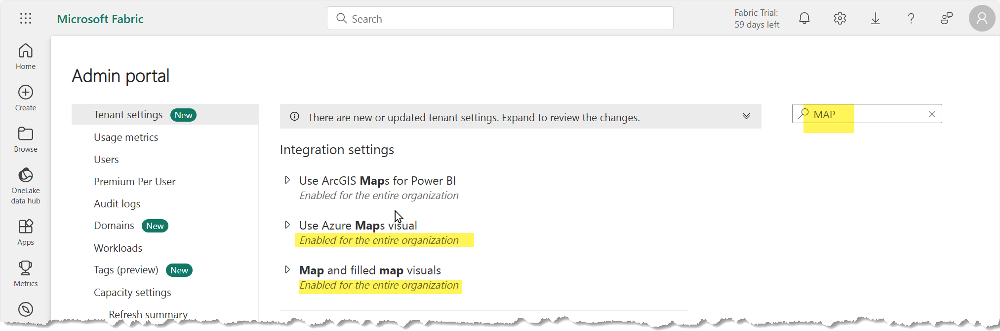 Microsoft Fabric
Search
Fabric Trial:
59 days left
Home
Create
Browse
OneLake
data hub
Apps
Metrics
Admin portal
Tenant settings New
Usage metrics
Users
Premium Per User
Audit logs
Domains New
Workloads
Tags (preview) New
Capacity settings
Refresh summary
There are new or updated tenant settings. Expand to review the changes.
MAP
Integration settings
Use ArcGIS Maps for Power BI
Enabled for the entire organization
Use Azure Maps visual
Enabled for the entire organization
Map and filled map visuals
Enabled for the entire organization